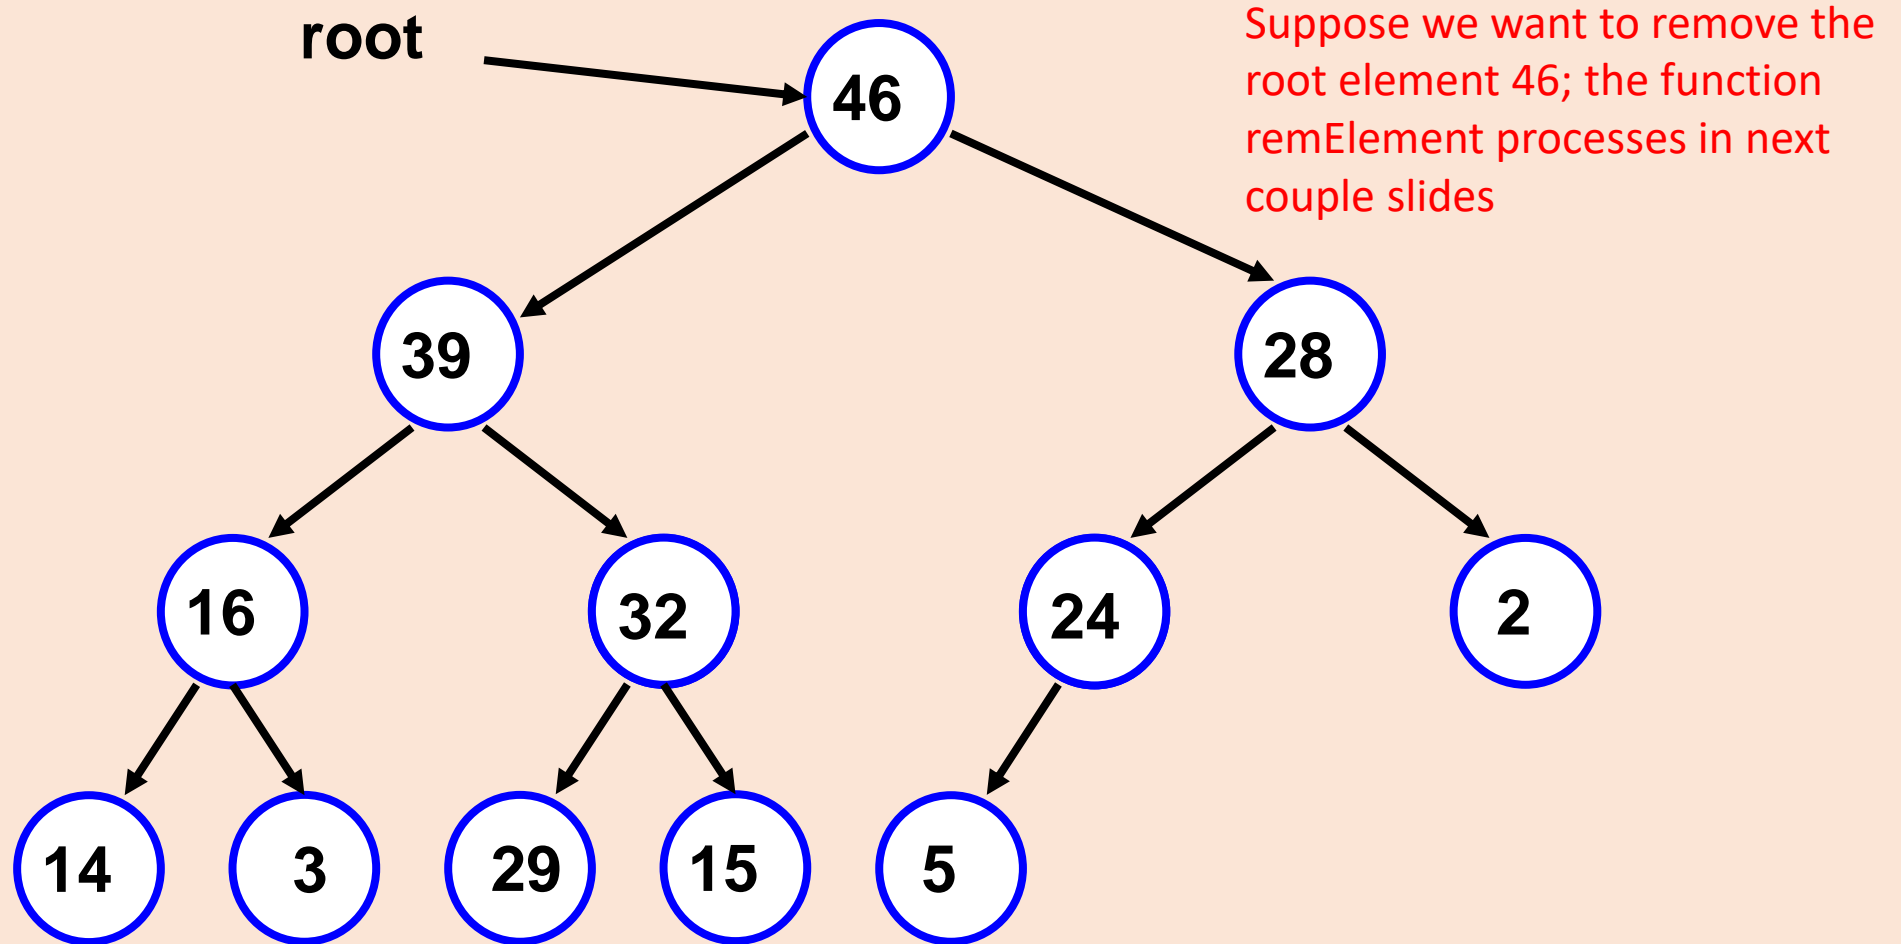 root
Suppose we want to remove the
root element 46; the function
remElement processes in next
couple slides
46
39
28
16
32
24
2
14
3
29
15
5